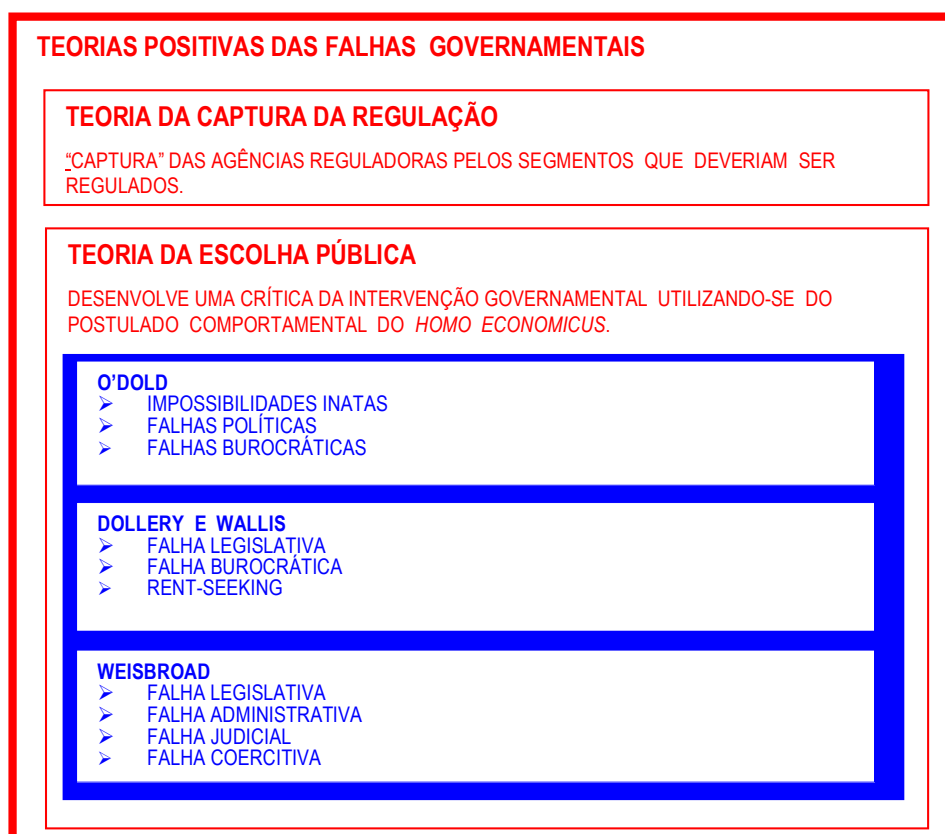 TEORIAS POSITIVAS DAS FALHAS GOVERNAMENTAIS
TEORIA DA CAPTURA DA REGULAÇÃO
“CAPTURA” DAS AGÊNCIAS REGULADORAS PELOS SEGMENTOS QUE DEVERIAM SER
REGULADOS.
TEORIA DA ESCOLHA PÚBLICA
DESENVOLVE UMA CRÍTICA DA INTERVENÇÃO GOVERNAMENTAL UTILIZANDO-SE DO
POSTULADO COMPORTAMENTAL DO HOMO ECONOMICUS.
O’DOLD
➢ IMPOSSIBILIDADES INATAS
➢ FALHAS POLÍTICAS
➢ FALHAS BUROCRÁTICAS
DOLLERY E WALLIS
➢ FALHA LEGISLATIVA
➢ FALHA BUROCRÁTICA
➢ RENT-SEEKING
WEISBROAD
➢ FALHA LEGISLATIVA
➢ FALHA ADMINISTRATIVA
➢ FALHA JUDICIAL
➢ FALHA COERCITIVA